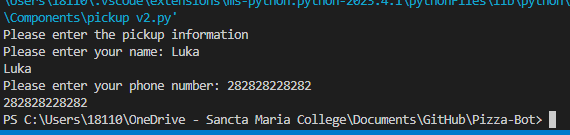 \Users\18110\.vscode\extensions\ms-python.python-2023.4.1\pythonFiles\lib\python\
\Components\pickup v2.py'
Please enter the pickup information
Please enter your name: Luka
Luka
Please enter your phone number: 282828228282
282828228282
PS C:\Users\18110\OneDrive - Sancta Maria College\Documents\GitHub\Pizza-Bot>